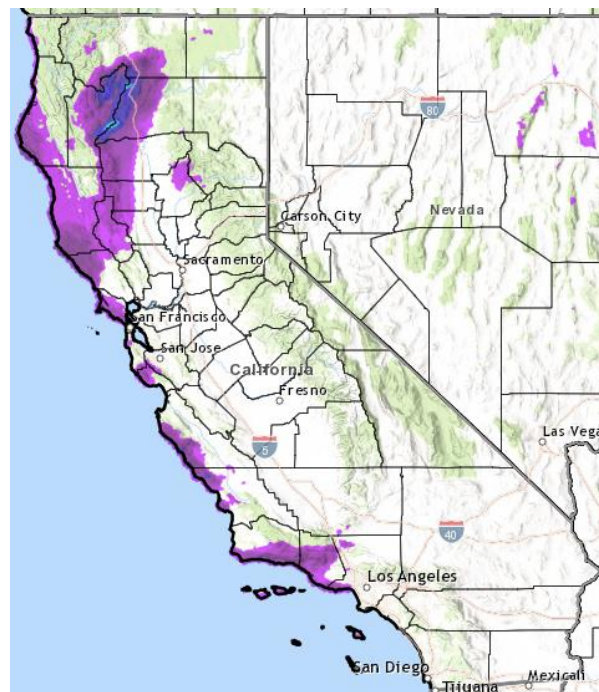 80
Carson City
Nevada
Sacramento
San Francisco
San Jose
California
Fresno
5
Las Vega
40
Los Angeles
San Diego
Tijuana
Mexicali